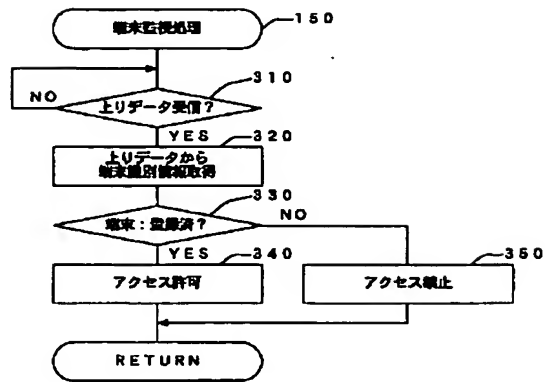 端末監視処理
150
310
NO
上りデータ受信?
YES
320
上りデータから
端末識別情報取得
330
端末:登録済?
NO
YES
340
350
アクセス許可
アクセス禁止
RETURN